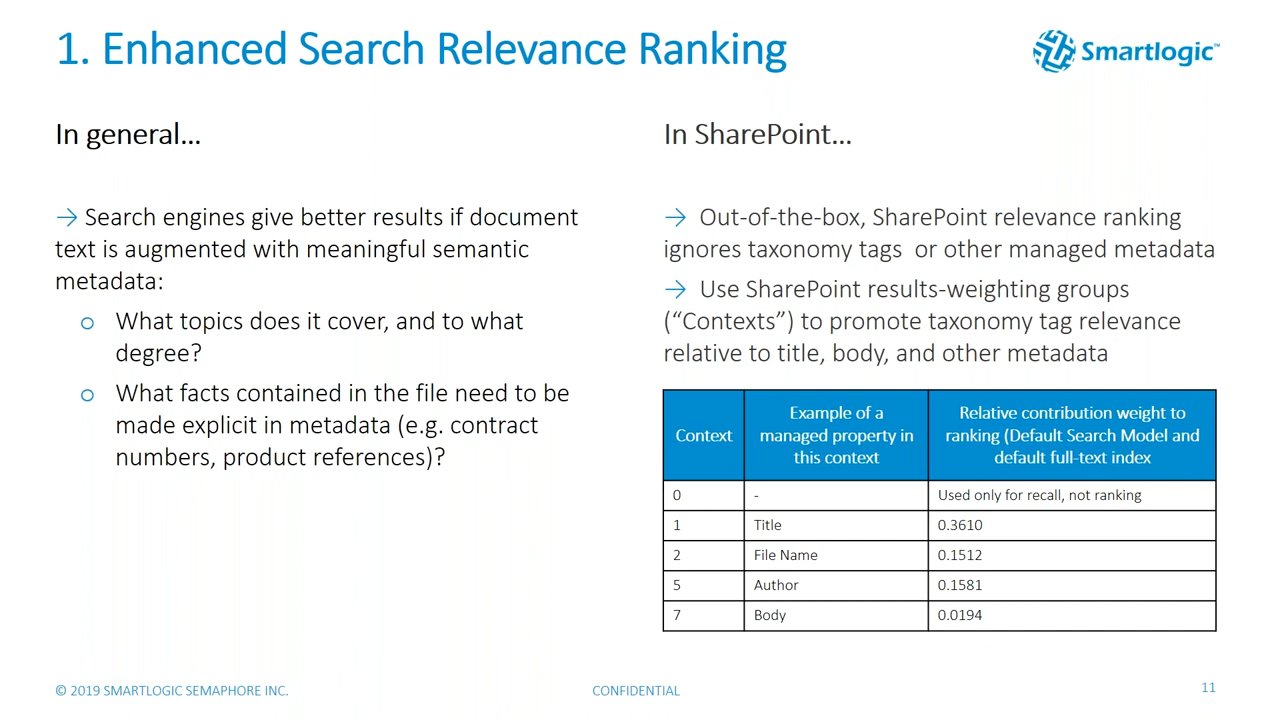 1. Enhanced Search Relevance Ranking
Smartlogic™
In general…
→ Search engines give better results if document
text is augmented with meaningful semantic
metadata:
o What topics does it cover, and to what
degree?
o What facts contained in the file need to be
made explicit in metadata (e.g. contract
numbers, product references)?
In SharePoint…
→ Out-of-the-box, SharePoint relevance ranking
ignores taxonomy tags or other managed metadata
→ Use SharePoint results-weighting groups
(“Contexts”) to promote taxonomy tag relevance
relative to title, body, and other metadata
Context
Example of a
managed property in
this context
Relative contribution weight to
ranking (Default Search Model and
default full-text index
0 - Used only for recall, not ranking
1 Title 0.3610
2 File Name 0.1512
5 Author 0.1581
7 Body 0.0194
© 2019 SMARTLOGIC SEMAPHORE INC. CONFIDENTIAL 11